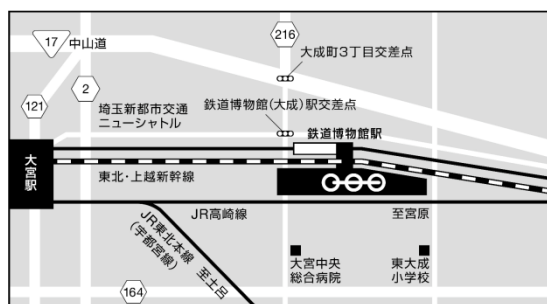 17
中山道
216
大成町3丁目交差点
2
121
埼玉新都市交通
ニューシャトル
鉄道博物館(大成)駅交差点
鉄道博物館駅
大宮駅
東北・上越新幹線
JR高崎線
至宮原
JR東北本線
(宇都宮線)
至土呂
大宮中央
総合病院
東大成
小学校
164